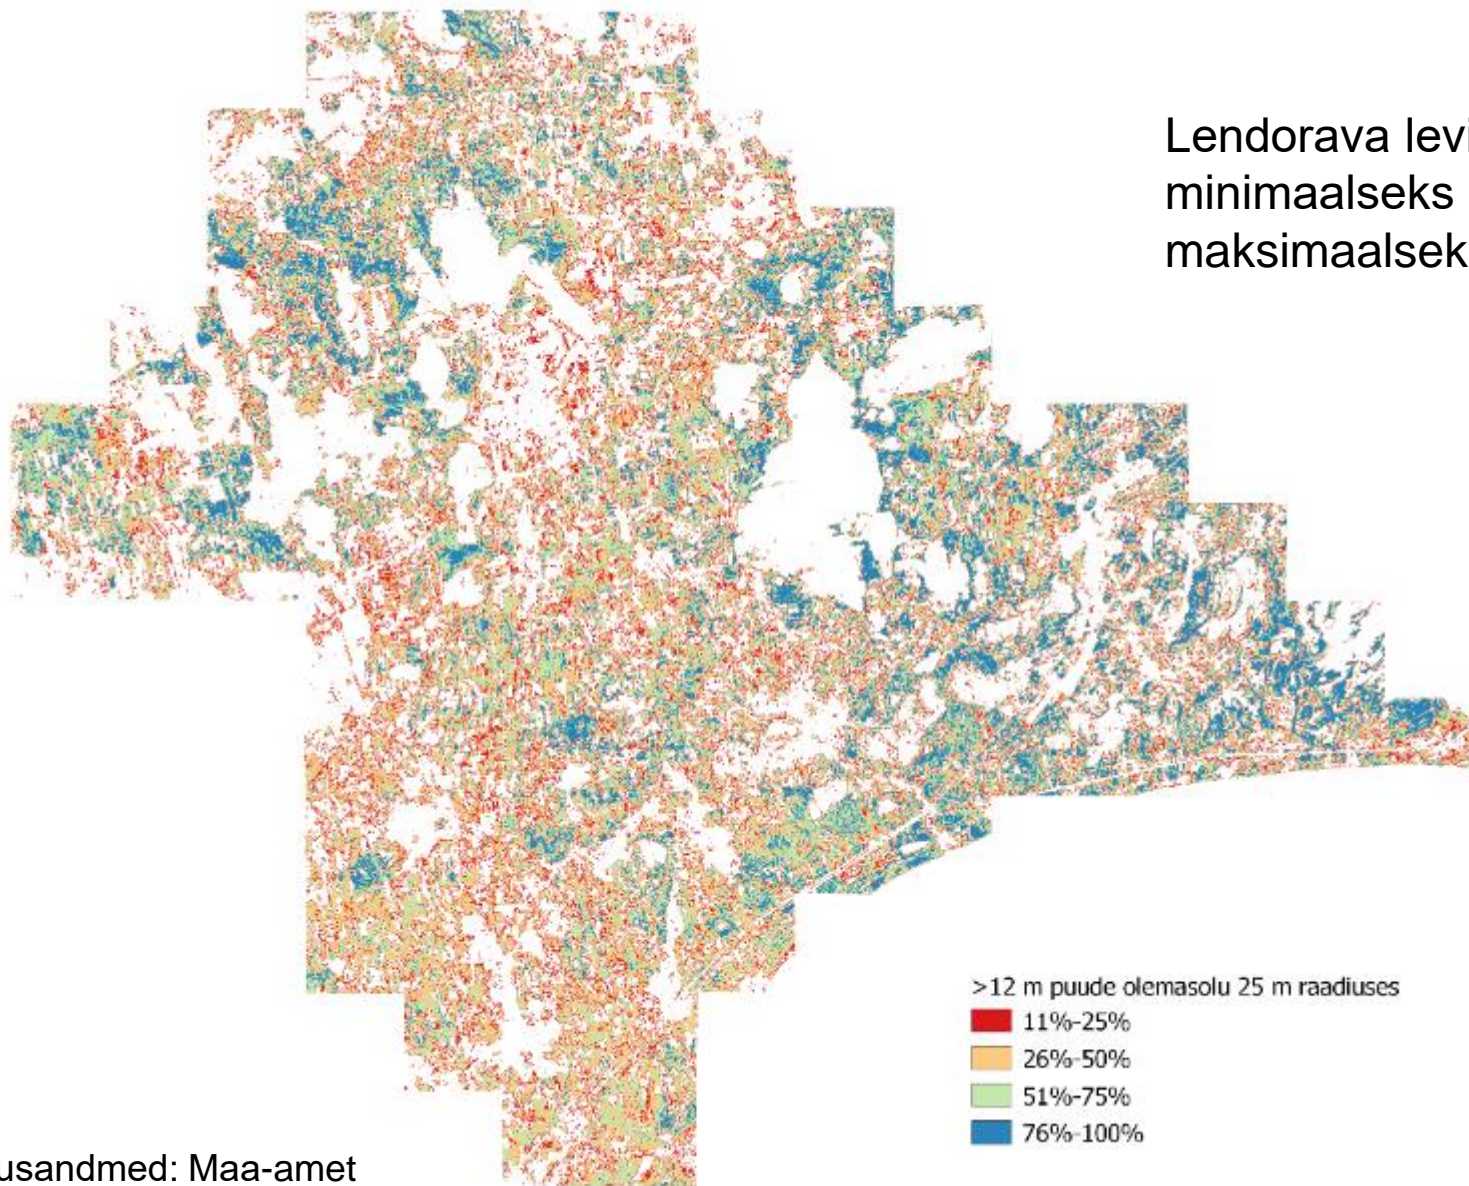 Lendorava levi
minimaalseks
maksimaalsek
>12 m puude olemasolu 25 m raadiuses
11%-25%
26%-50%
51%-75%
76%-100%
usandmed: Maa-amet